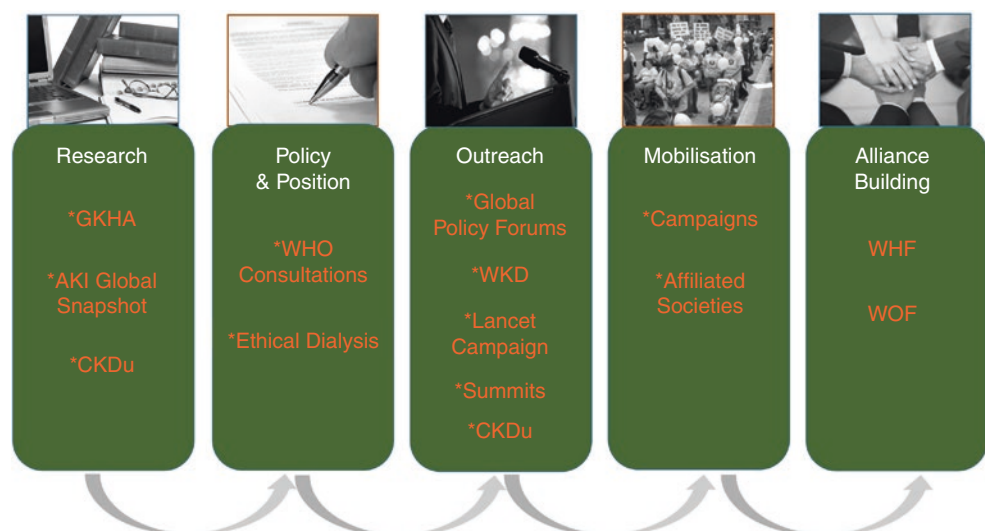 Research
*GKHA
*AKI Global
Snapshot
*CKDu
Policy
& Position
*WHO
Consultations
*Ethical Dialysis
Outreach
*Global
Policy Forums
*WKD
*Lancet
Campaign
*Summits
*CKDu
Mobilisation
*Campaigns
*Affiliated
Societies
Alliance
Building
WHF
WOF